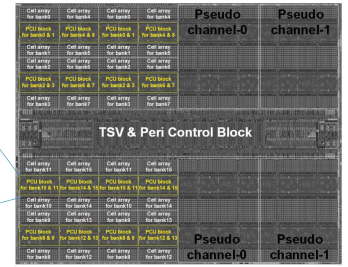 Cell array Cell array Cell array Cell array
for bank0 for bank4 for bank0 for bank4
Pseudo Pseudo
channel-0 channel-1
PCU block PCU block PCU block PCU block
for bank0 & 1 for bank4 & 5 for bank0 & 1 for bank4 & 5
Cell array Cell array Cell array Cell array
for bank1 for bank5 for bank1 for bank5
Cell array Cell array Cell array Cell array
for bank2 for bank6 for bank2 for bank6
PCU block PCU block PCU block PCU block
for bank2 & 3 for bank6 & 7 for bank2 & 3 for bank6 & 7
Cell array Cell array Cell array Cell array
for bank3 for bank7 for bank3 for bank7
TSV & Peri Control Block
Cell array Cell array Cell array Cell array
for bank11 for bank15 for bank11 for bank15
PCU block PCU block PCU block PCU block
for bank10 & 11 for bank14 & 15 for bank10 & 11 for bank14 & 15
Cell array Cell array Cell array Cell array
for bank10 for bank14 for bank10 for bank14
Cell array Cell array Cell array Cell array
for bank9 for bank13 for bank9 for bank13
PCU block PCU block PCU block PCU block
for bank8 & 9 for bank12 & 13 for bank8 & 9 for bank12 & 13
Cell array Cell array Cell array Cell array
for bank8 for bank12 for bank8 for bank12
Pseudo Pseudo
channel-0 channel-1